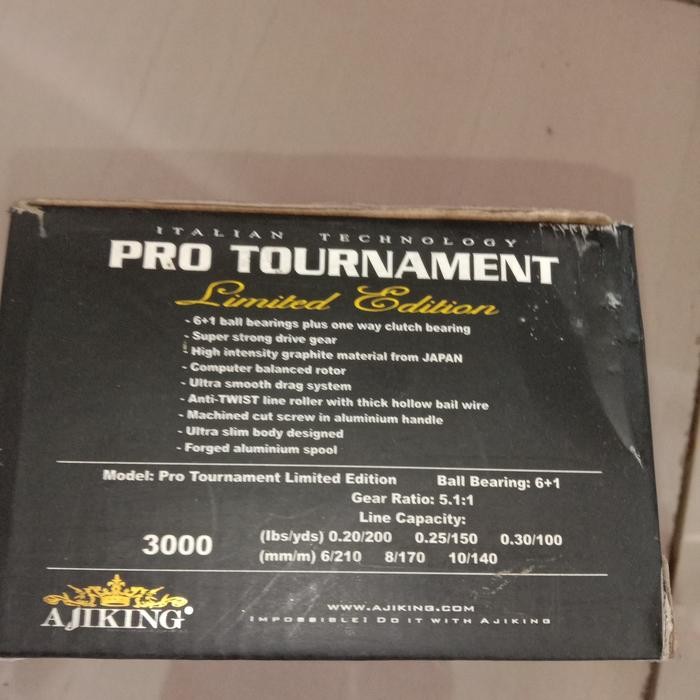 ITALIAN TECHNOLOGY
PRO TOURNAMENT
Limited Edition
- 6+1 ball bearings plus one way clutch bearing
- Super strong drive gear
- High intensity graphite material from JAPAN
- Computer balanced rotor
- Ultra smooth drag system
- Anti-TWIST line roller with thick hollow bail wire
- Machined cut screw in aluminium handle
- Ultra slim body designed
- Forged aluminium spool
Model: Pro Tournament Limited Edition Ball Bearing: 6+1
Gear Ratio: 5.1:1
Line Capacity:
3000
(lbs/yds) 0.20/200 0.25/150 0.30/100
(mm/m) 6/210 8/170 10/140
AJIKING®
WWW.AJIKING.COM
IMPOSSIBLE! DO IT WITH AJIKING